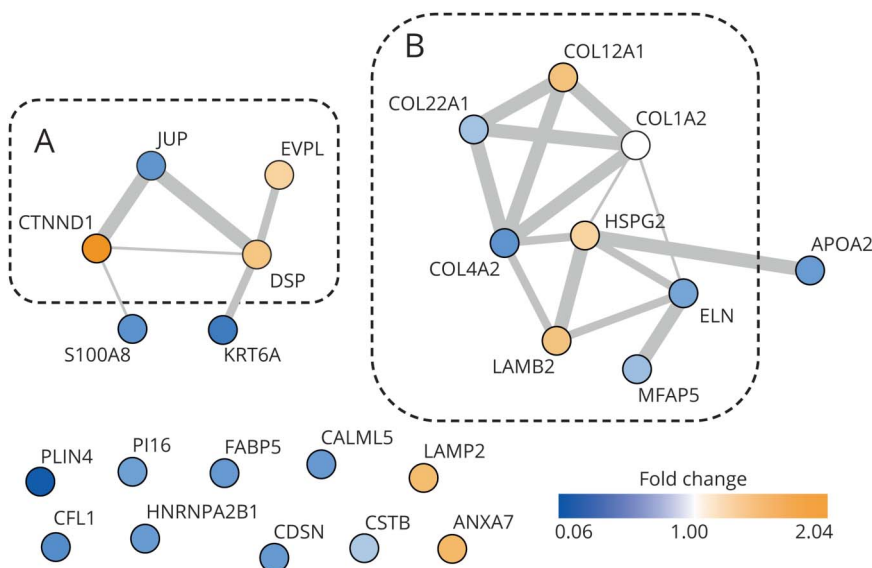 B
COL12A1
COL22A1
COL1A2
A
JUP
EVPL
CTNND1
HSPG2
APOA2
COL4A2
DSP
ELN
S100A8
KRT6A
LAMB2
MFAP5
PLIN4
PI16
FABP5
CALML5
LAMP2
Fold change
CFL1
HNRNPA2B1
CDSN
CSTB
ANXA7
0.06 1.00 2.04